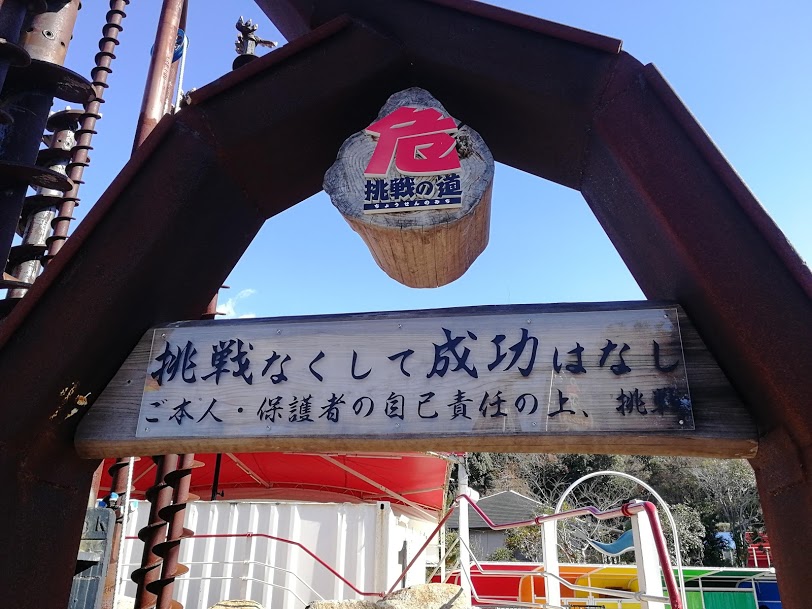 危
挑戦の道
ちょうせんのみち
挑戦なくして成功はなし
ご本人・保護者の自己責任の上、挑戦